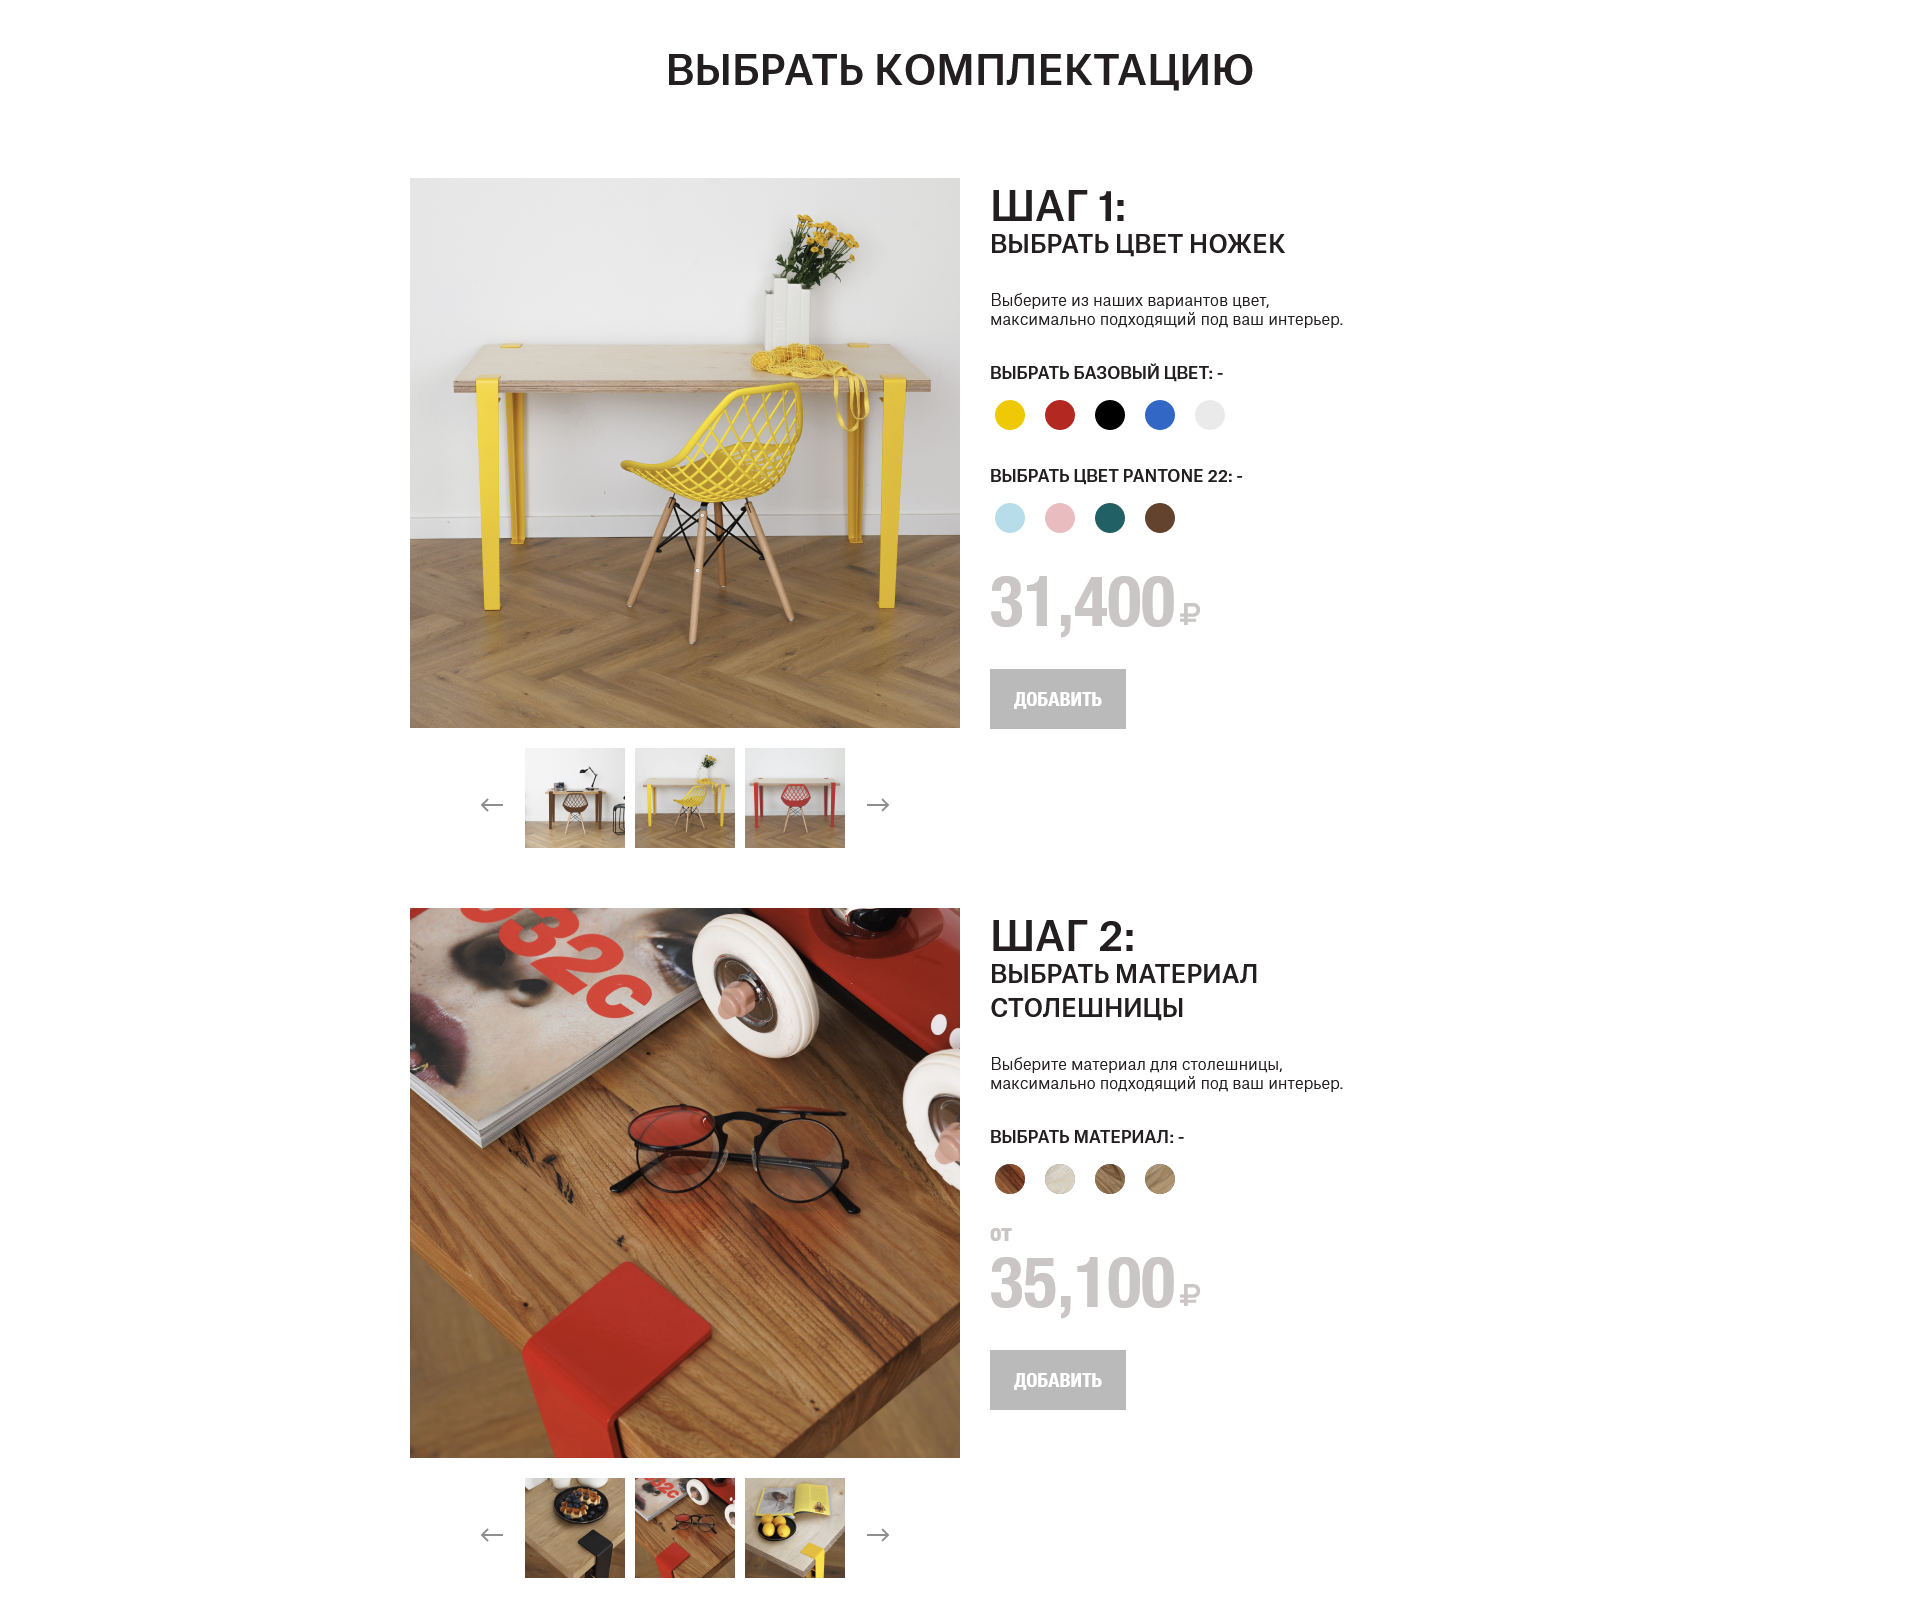 ВЫБРАТЬ КОМПЛЕКТАЦИЮ
ШАГ 1:
ВЫБРАТЬ ЦВЕТ НОЖЕК
Выберите из наших вариантов цвет,
максимально подходящий под ваш интерьер.
ВЫБРАТЬ БАЗОВЫЙ ЦВЕТ: -
ВЫБРАТЬ ЦВЕТ PANTONE 22: -
31,400 ₽
ДОБАВИТЬ
032c
ШАГ 2:
ВЫБРАТЬ МАТЕРИАЛ
СТОЛЕШНИЦЫ
Выберите материал для столешницы,
максимально подходящий под ваш интерьер.
ВЫБРАТЬ МАТЕРИАЛ: -
от
35,100 ₽
ДОБАВИТЬ